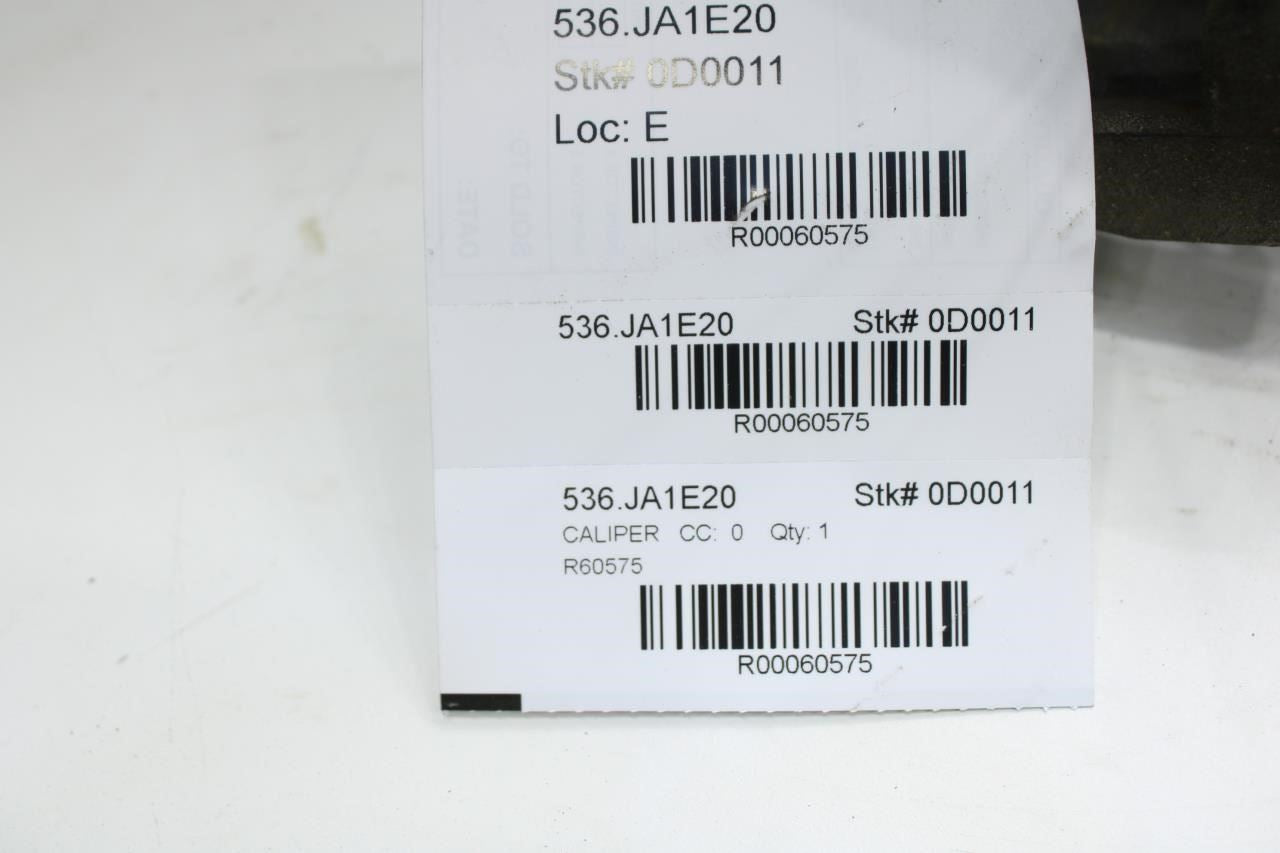 536.JA1E20
Stk# 0D0011
Loc: E
R00060575
536.JA1E20 Stk# 0D0011
R00060575
536.JA1E20 Stk# 0D0011
CALIPER CC: 0 Qty: 1
R60575
R00060575